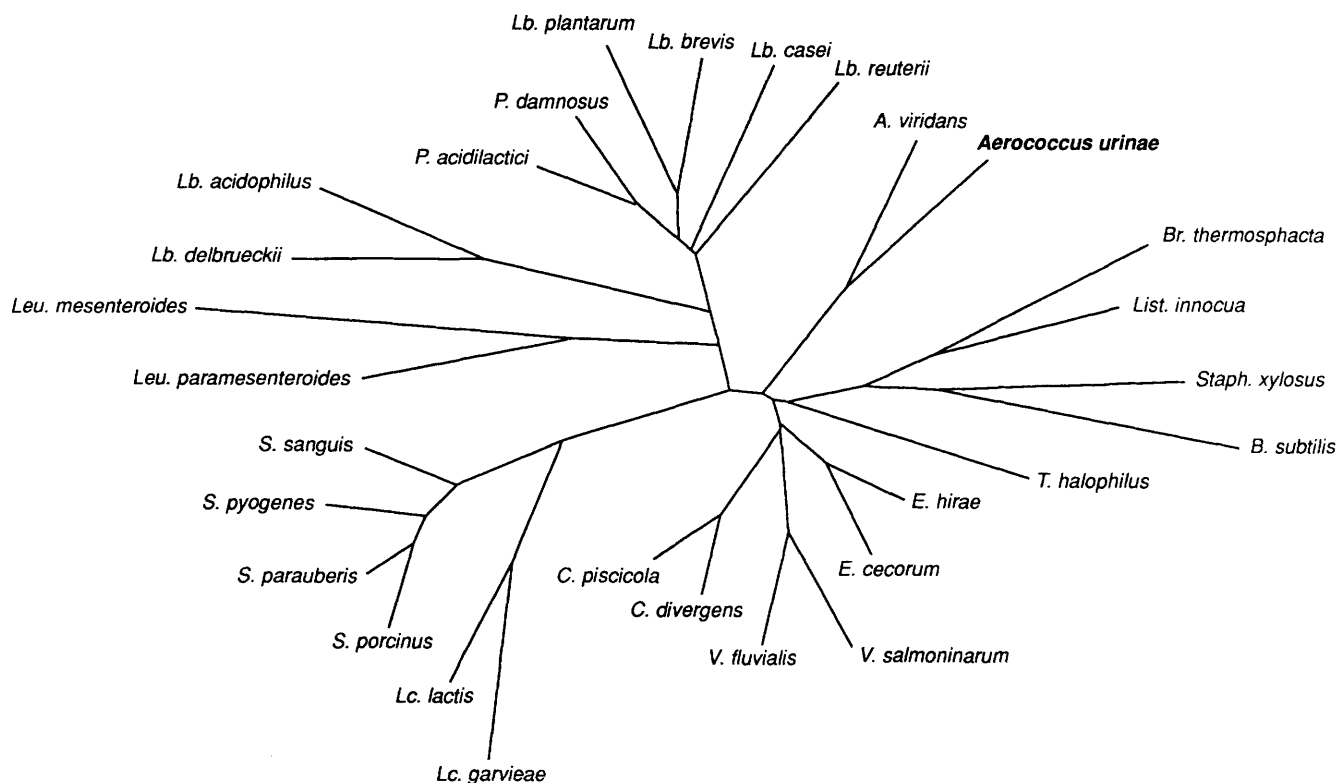 Lb. plantarum
Lb. brevis
Lb. casei
Lb. reuterii
P. damnosus
A. viridans
Aerococcus urinae
P. acidilactici
Lb. acidophilus
Br. thermosphacta
Lb. delbrueckii
Leu. mesenteroides
List. innocua
Leu. paramesenteroides
Staph. xylosus
S. sanguis
B. subtilis
T. halophilus
S. pyogenes
E. hirae
S. parauberis
C. piscicola
E. cecorum
C. divergens
S. porcinus
V. fluvialis
V. salmoninarum
Lc. lactis
Lc. garvieae